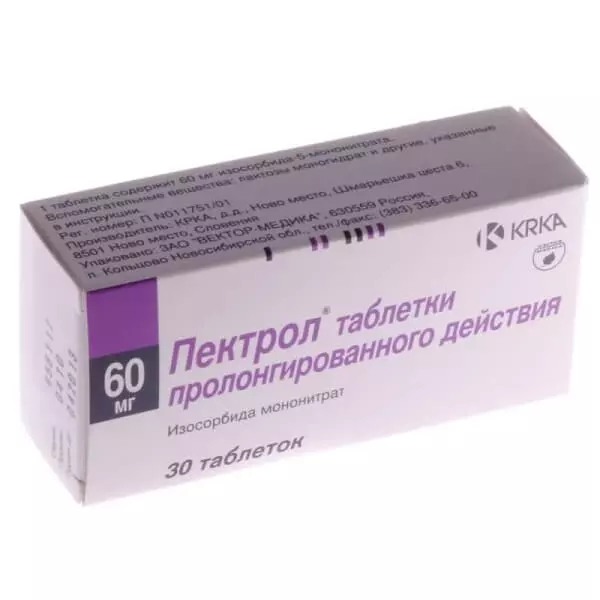 1 таблетка содержит 60 мг изосорбида-5-мононитрата.
Вспомогательные вещества: лактозы моногидрат и другие, указанные
в инструкции.
Рег. номер: П N011751/01
Производитель: КРКА, д.д., Ново место, Шмарьешка цеста 6,
8501 Ново место, Словения
Упаковано: ЗАО "ВЕКТОР-МЕДИКА", 630559 Россия,
п. Кольцово Новосибирской обл., тел./факс: (383) 336-65-00
KRKA
60
мг
Пектрол® таблетки
пролонгированного действия
Изосорбида мононитрат
30 таблеток